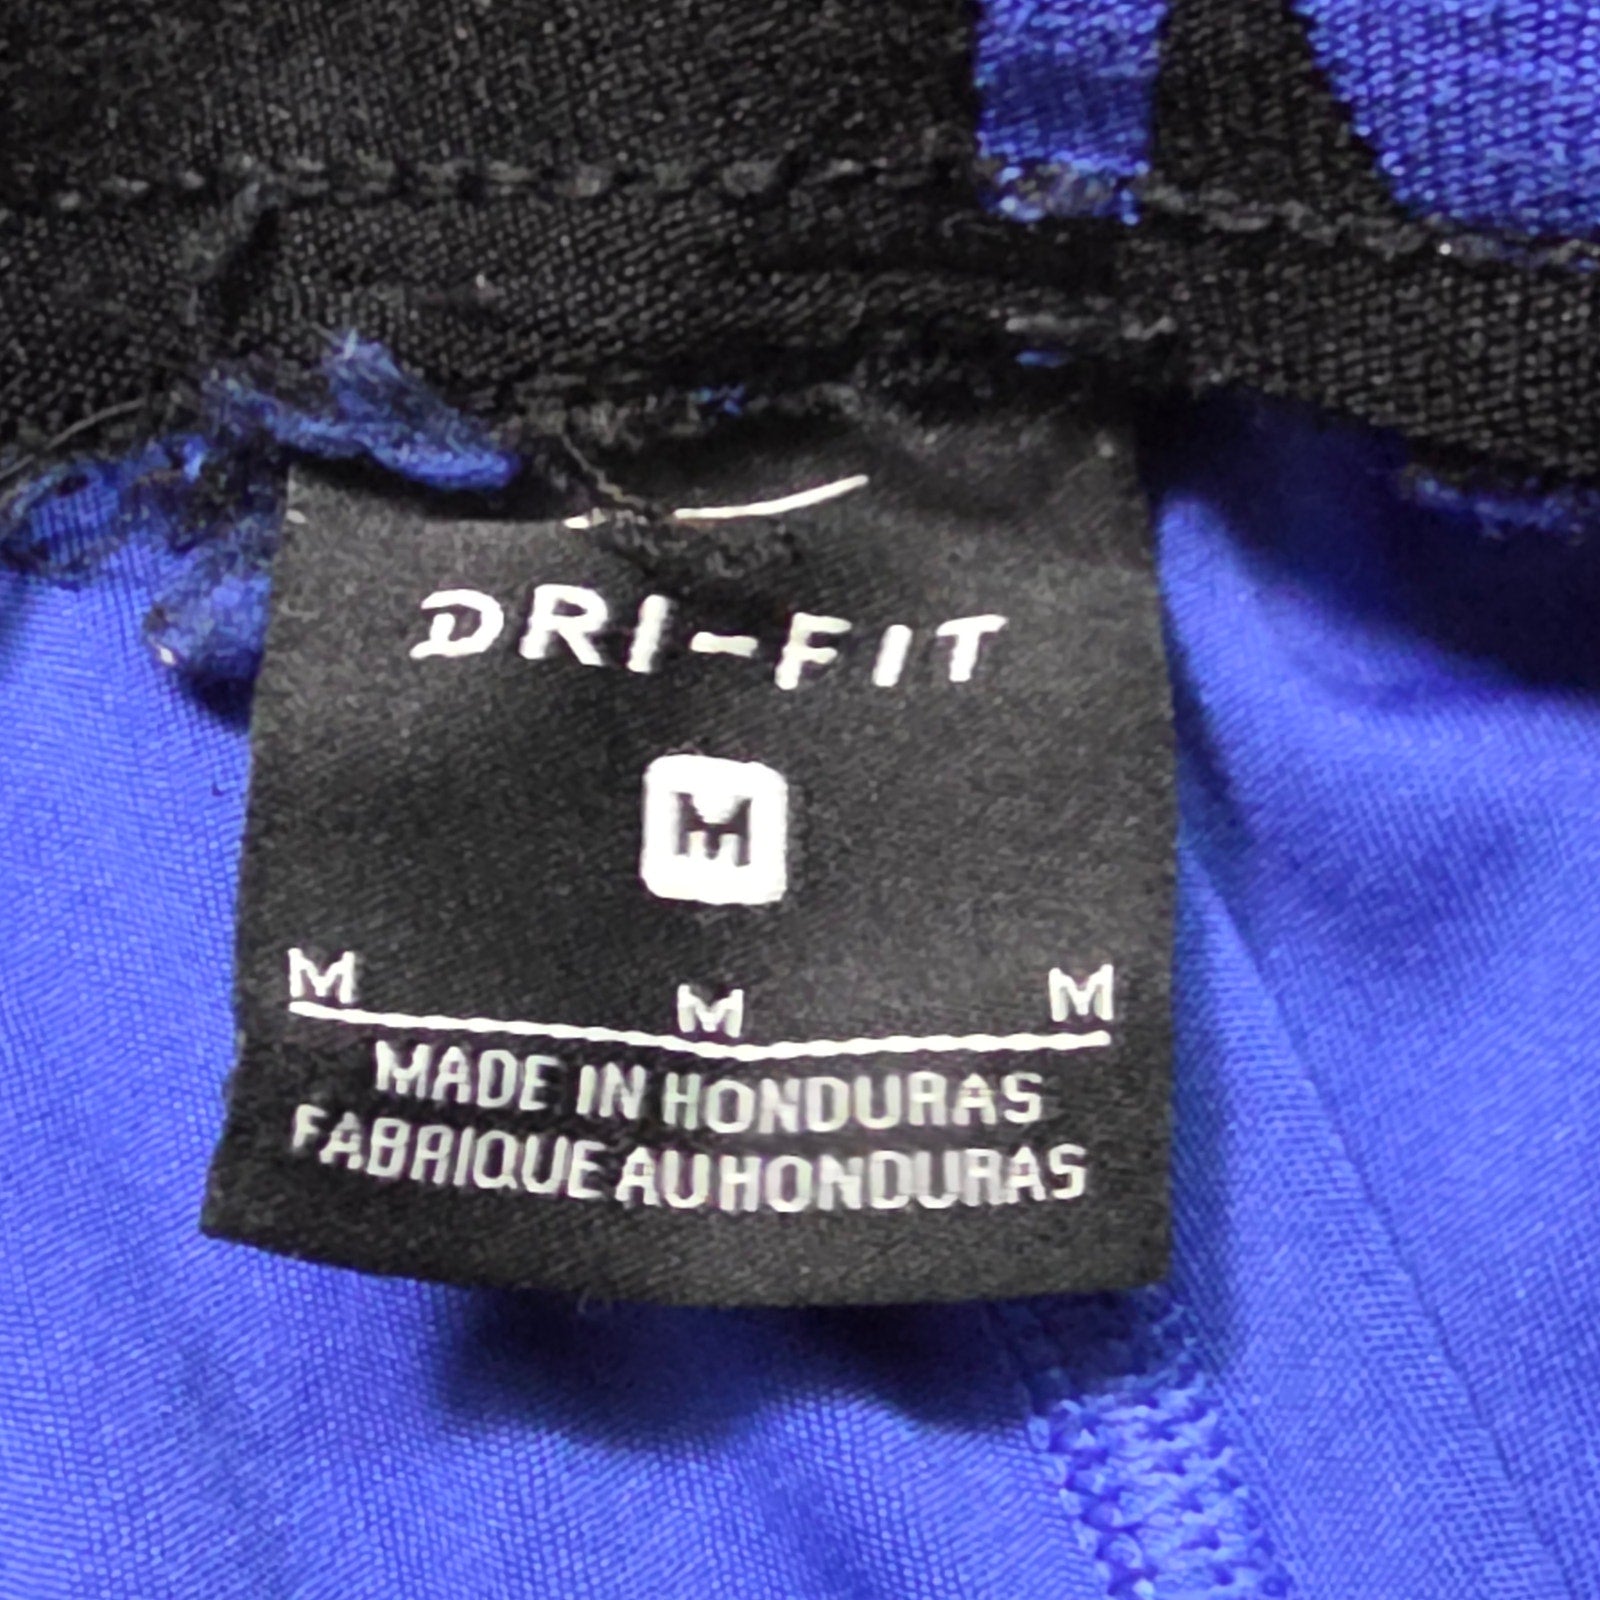 DRI-FIT
M
M M M
MADE IN HONDURAS
FABRIQUE AU HONDURAS